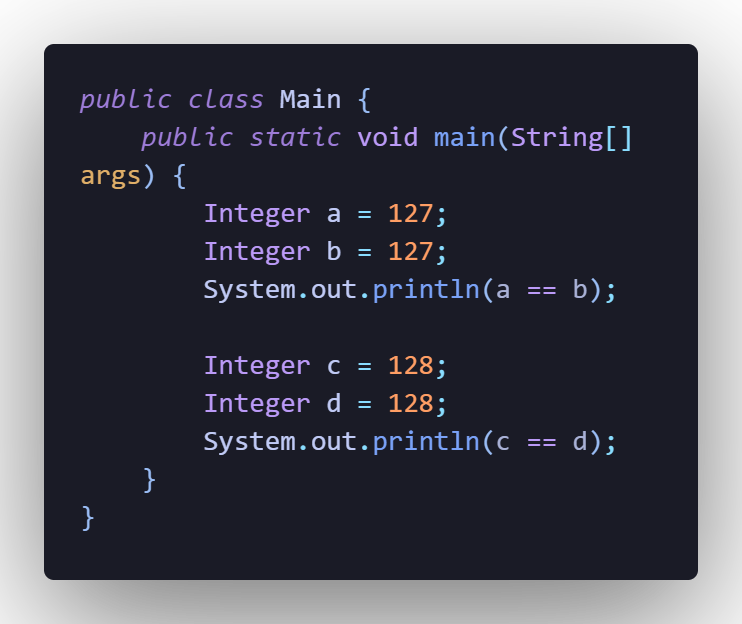 public class Main {
    public static void main(String[]
args) {
        Integer a = 127;
        Integer b = 127;
        System.out.println(a == b);

        Integer c = 128;
        Integer d = 128;
        System.out.println(c == d);
    }
}